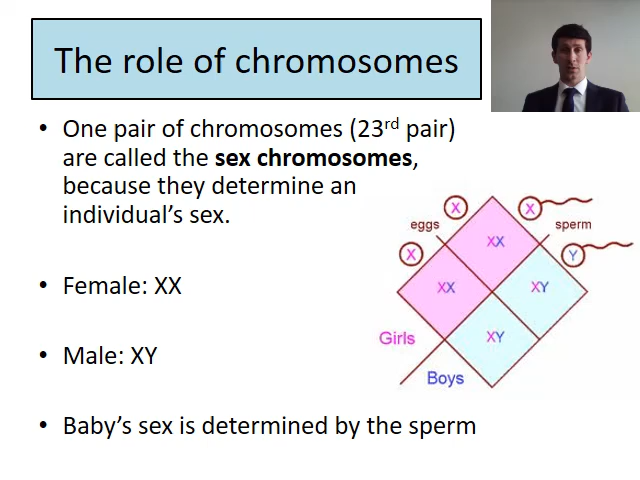 The role of chromosomes
• One pair of chromosomes (23rd pair)
are called the sex chromosomes,
because they determine an
individual's sex.
• Female: XX
• Male: XY
• Baby's sex is determined by the sperm
X X
eggs sperm
X Y
XX
XX XY
XY
Girls
Boys